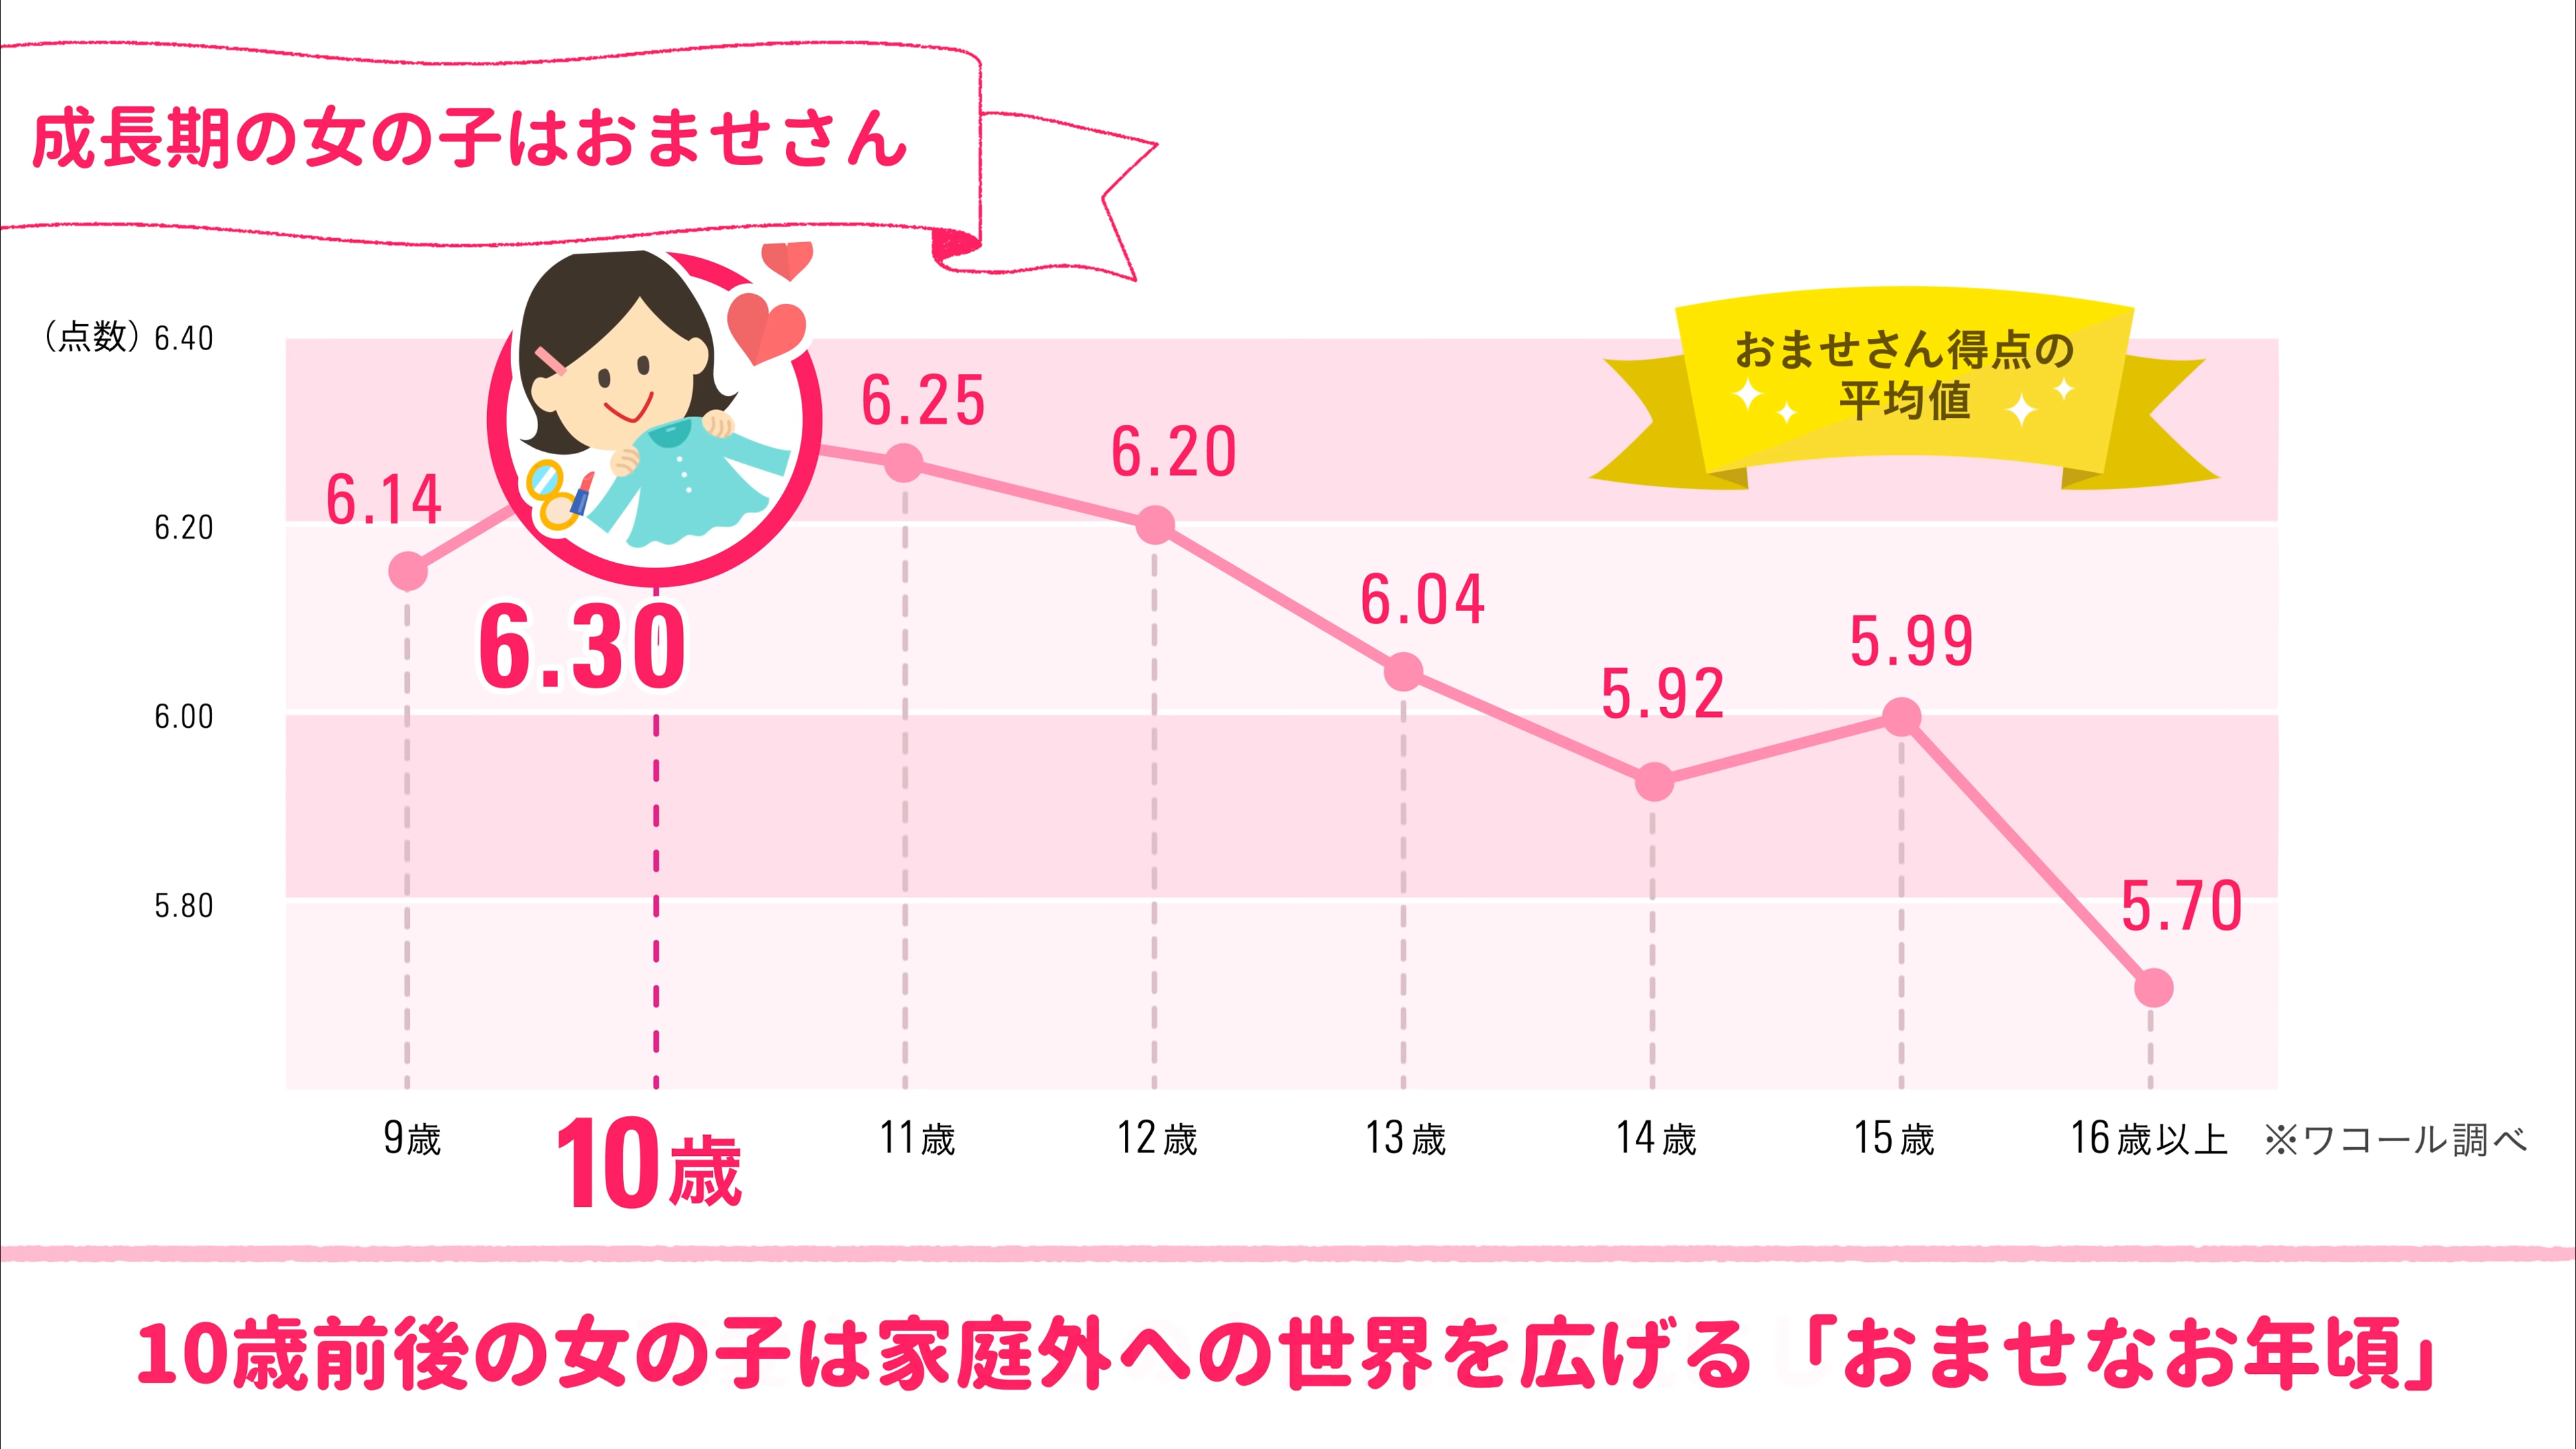 成長期の女の子はおませさん
(点数) 6.40
6.20
6.00
5.80
おませさん得点の
平均値
6.14
6.30
6.25
6.20
6.04
5.92
5.99
5.70
9歳
10歳
11歳
12歳
13歳
14歳
15歳
16歳以上
※ワコール調べ
10歳前後の女の子は家庭外への世界を広げる「おませなお年頃」